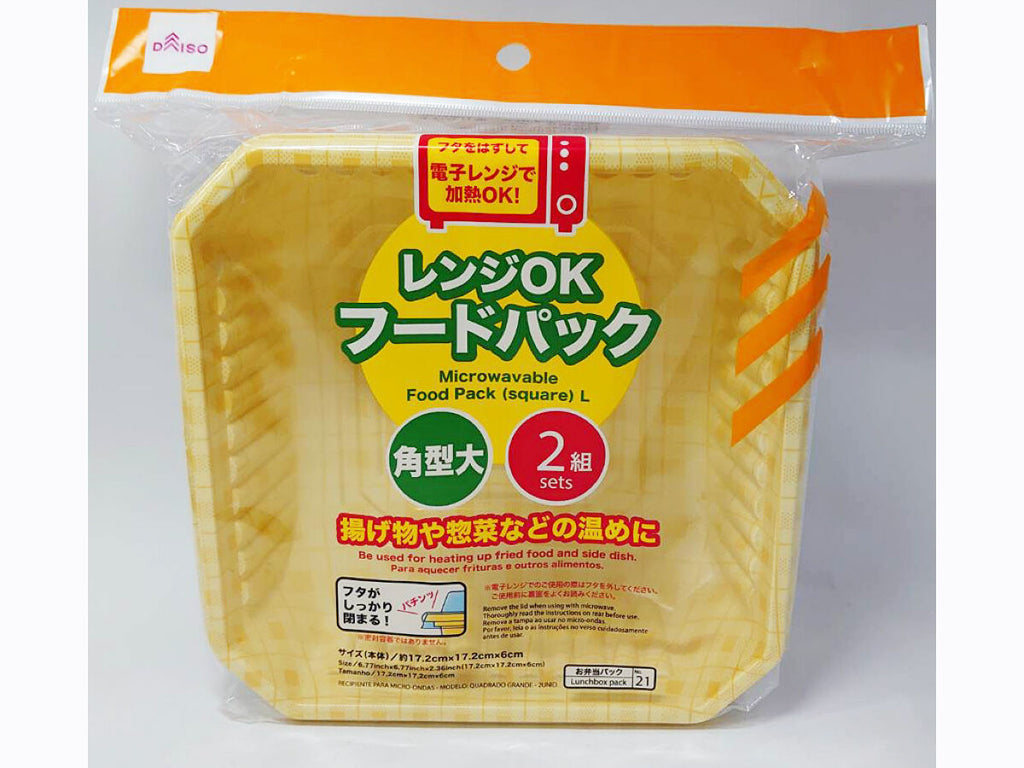 DAISO
フタをはずして
電子レンジで
加熱OK!
レンジOK
フードパック
Microwavable
Food Pack (square) L
角型大
2組
sets
揚げ物や惣菜などの温めに
Be used for heating up fried food and side dish.
Para aquecer frituras e outros alimentos.
フタが
しっかり
閉まる!
パチンッ
※密封容器ではありません。
※電子レンジでのご使用の際はフタを外してください。
ご使用前に裏面をよくお読みください。
Remove the lid when using with microwave.
Thoroughly read the instructions on rear before use.
Remova a tampa ao usar no micro-ondas.
Por favor, leia o as instruções no verso cuidadosamente
antes de usar.
サイズ(本体)/約17.2cm×17.2cm×6cm
Size/6.77inch×6.77inch×2.36inch(17.2cm×17.2cm×6cm)
Tamanho/17.2cm×17.2cm×6cm
RECIPIENTE PARA MICRO-ONDAS - MODELO: QUADRADO GRANDE - 2UNID.
お弁当パック
Lunchbox pack
No.
21